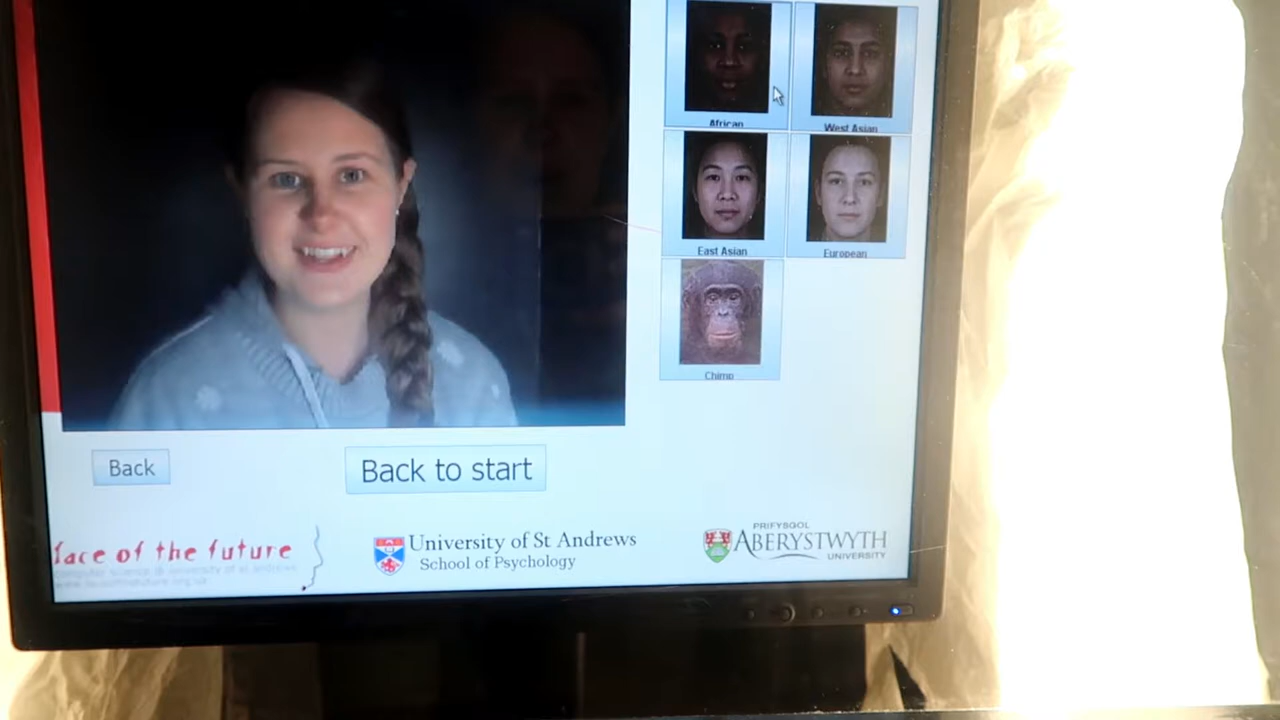 African
West Asian
East Asian
European
Chimp
Back
Back to start
face of the future
University of St Andrews
School of Psychology
PRIFYSGOL
ABERYSTWYTH
UNIVERSITY